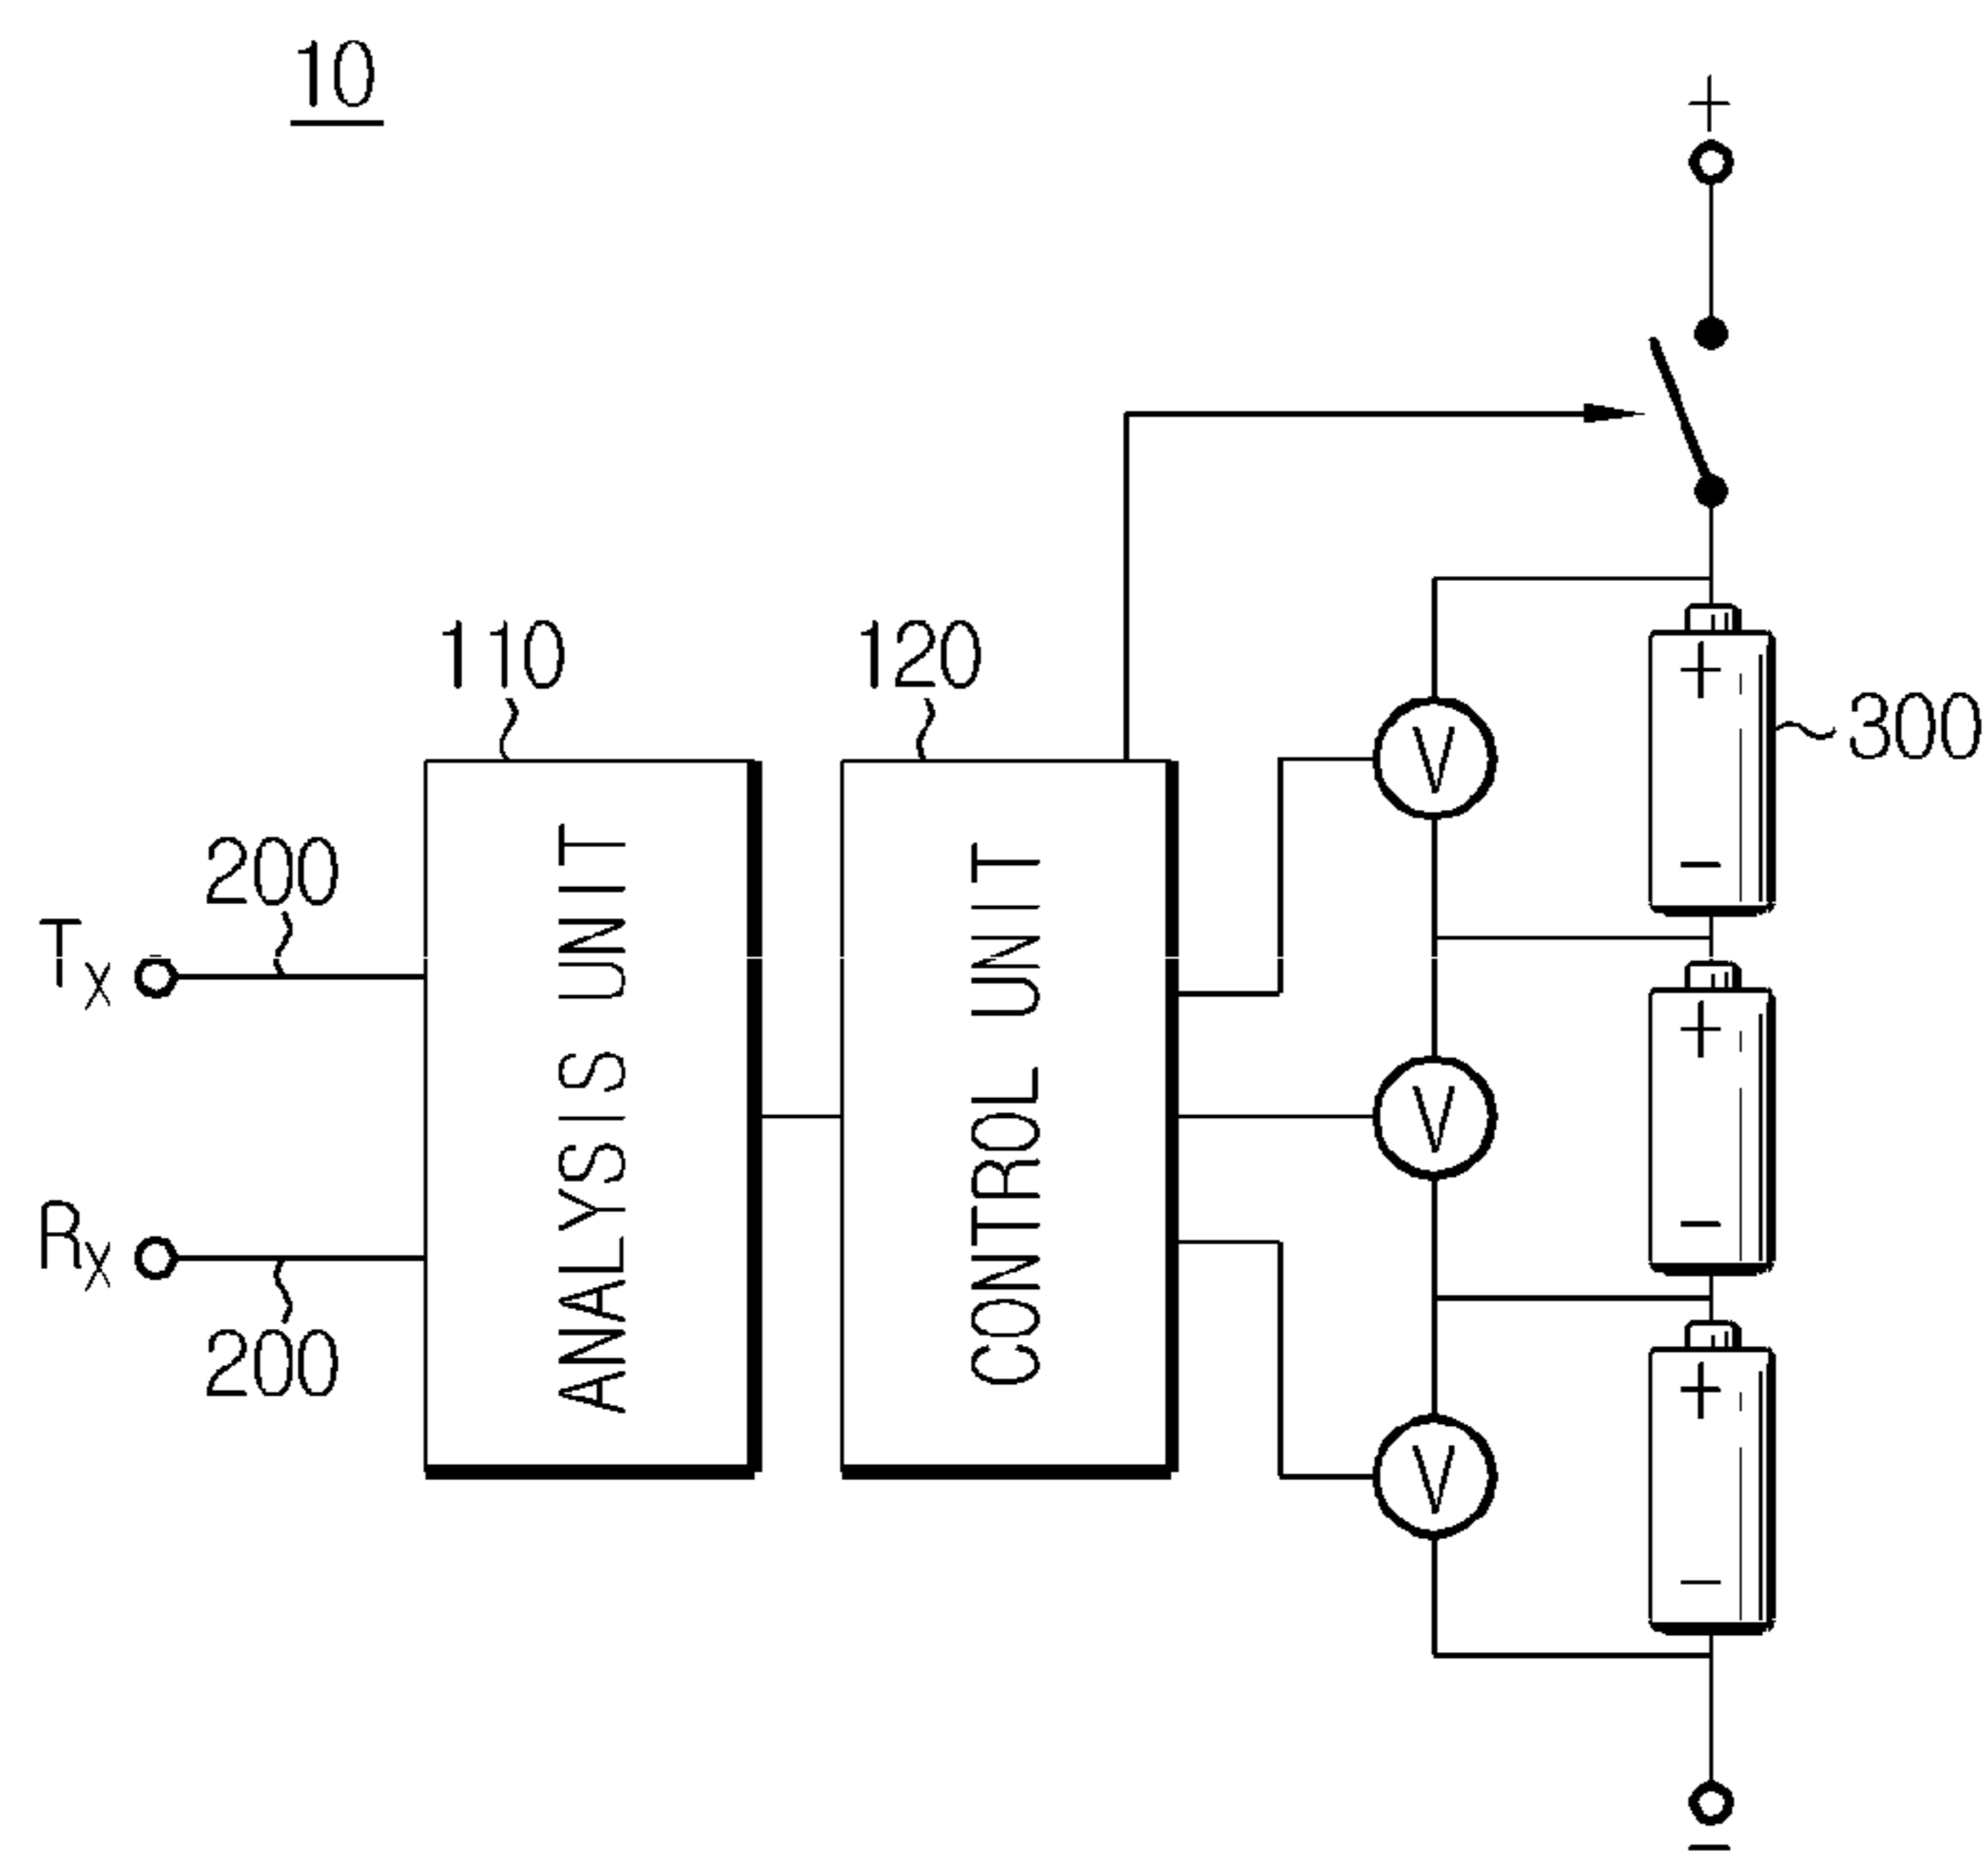 10
+
110
120
+
300
V
−
200
Tx
ANALYSIS UNIT
CONTROL UNIT
+
V
−
Rx
200
+
V
−
−